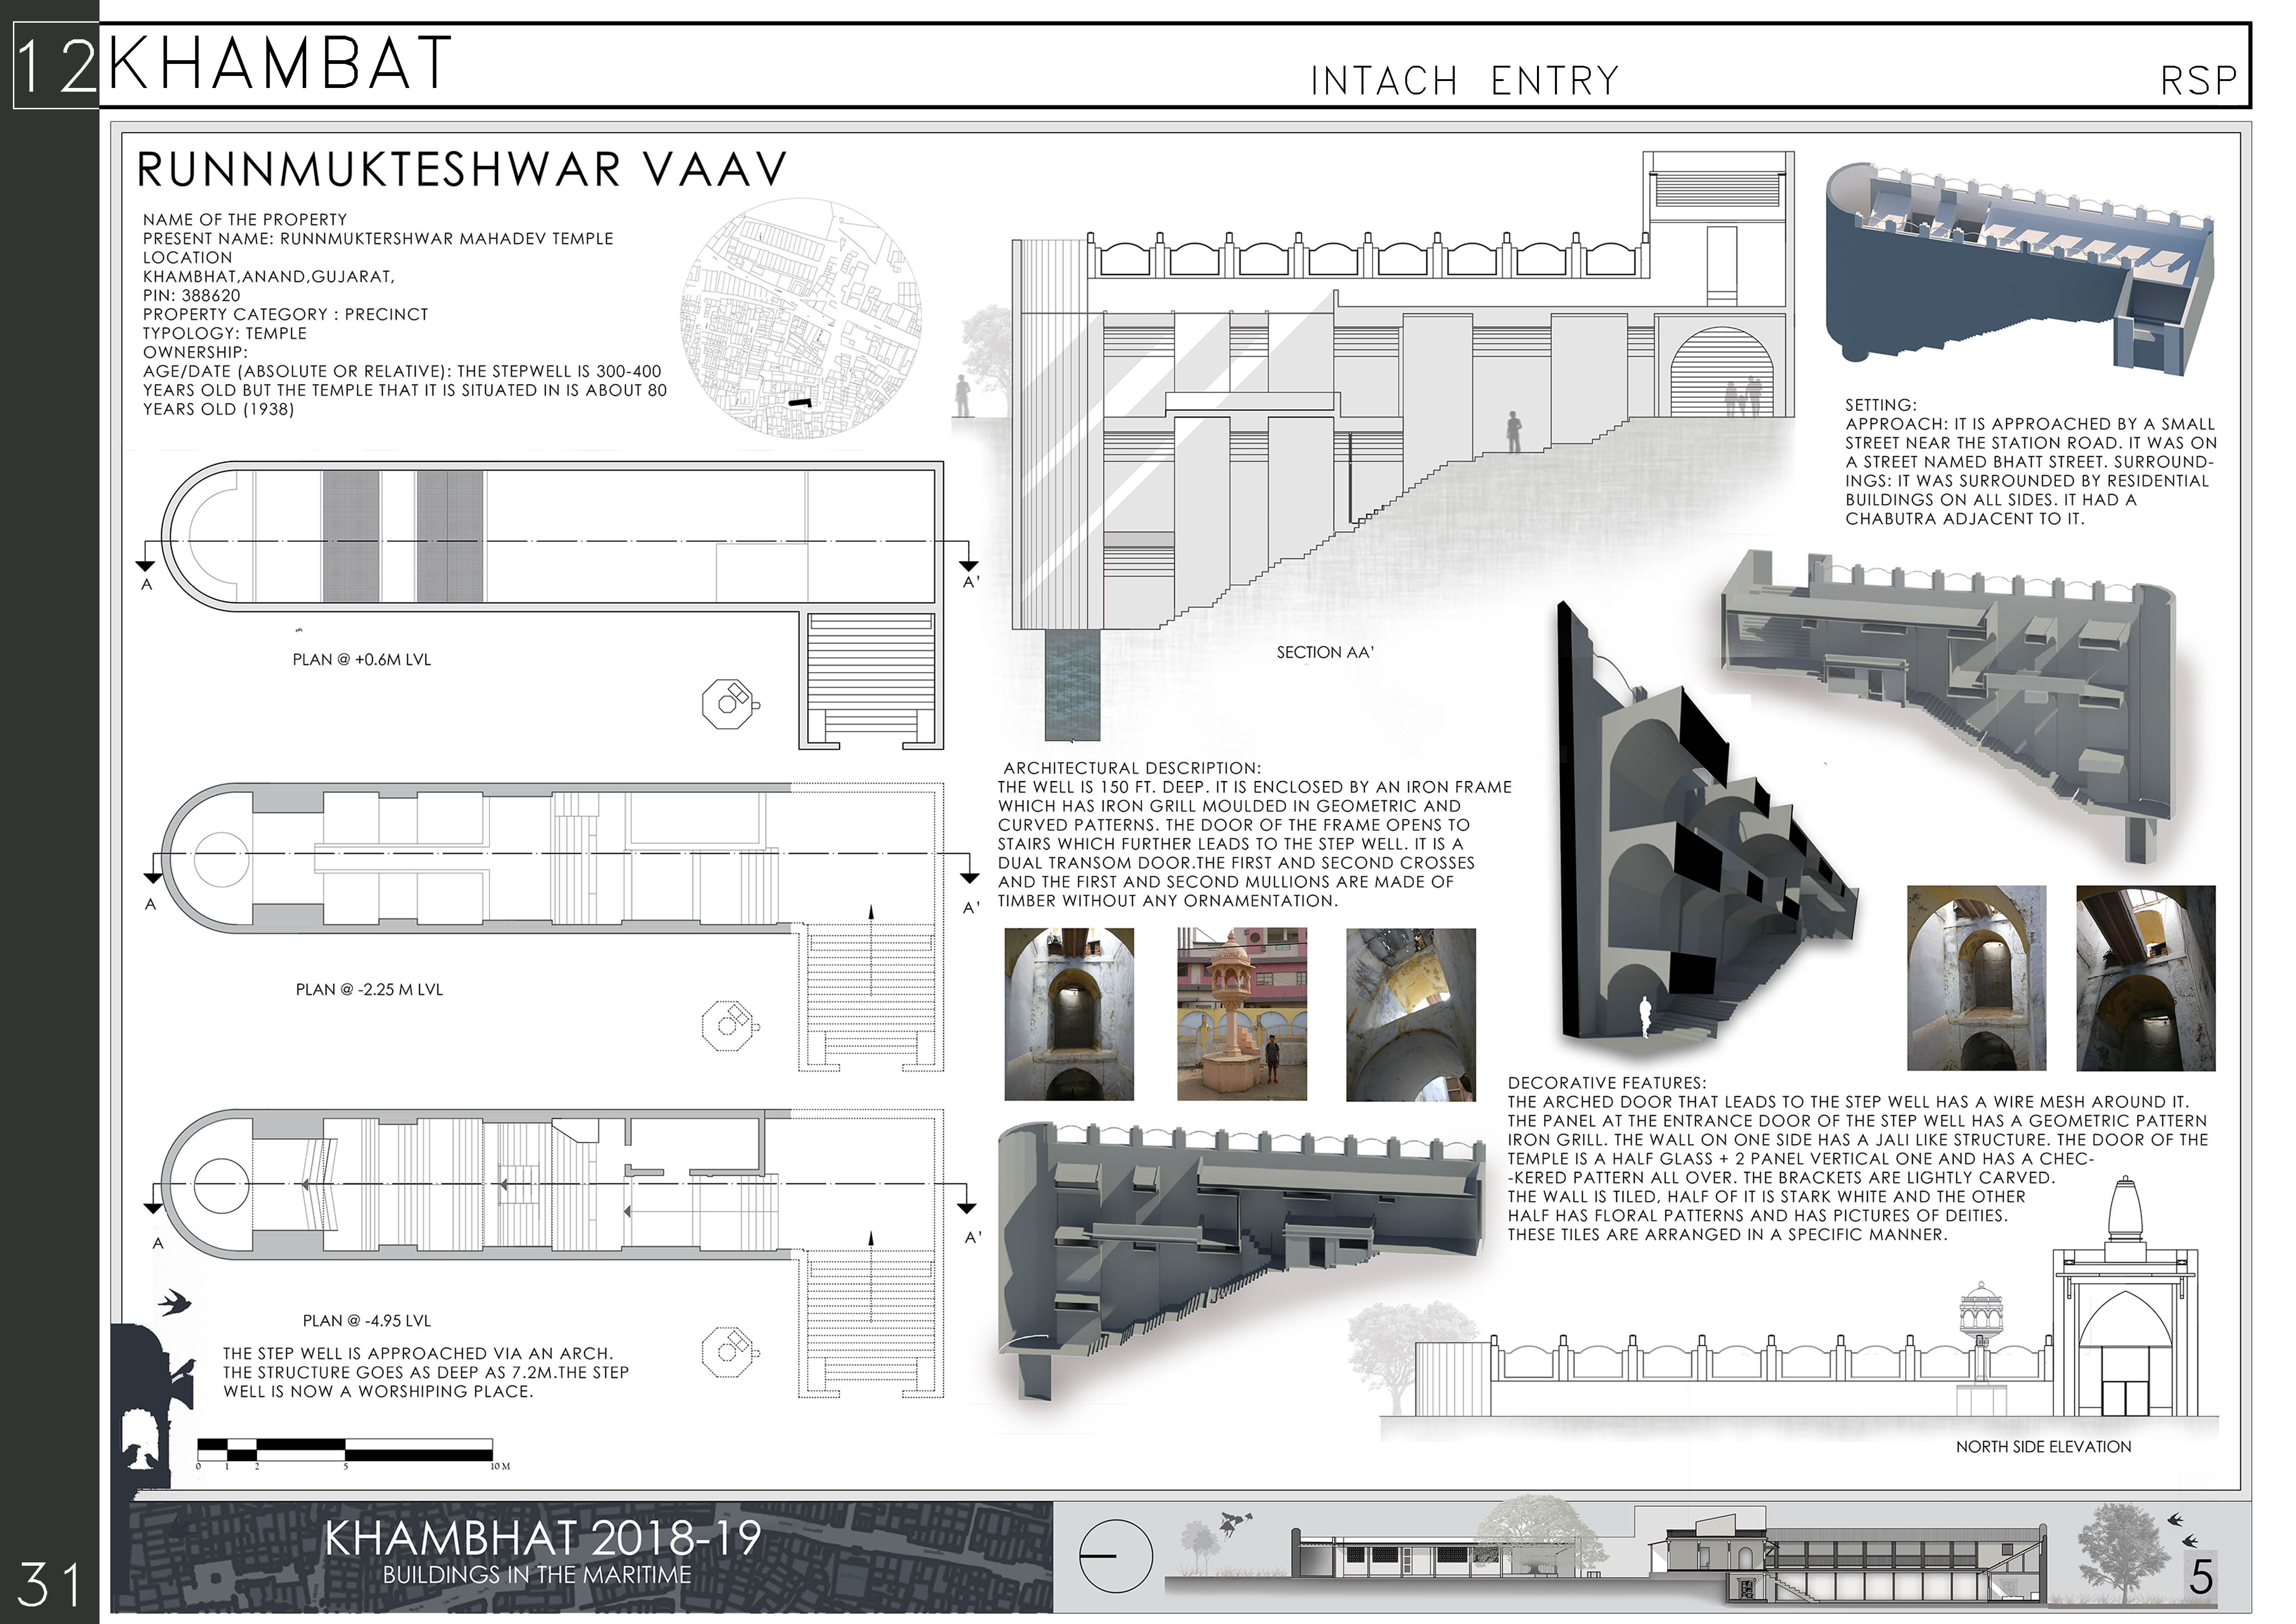 12 KHAMBAT
INTACH ENTRY
RSP
RUNNMUKTESHWAR VAAV
NAME OF THE PROPERTY
PRESENT NAME: RUNNMUKTERSHWAR MAHADEV TEMPLE
LOCATION
KHAMBHAT,ANAND,GUJARAT,
PIN: 388620
PROPERTY CATEGORY : PRECINCT
TYPOLOGY: TEMPLE
OWNERSHIP:
AGE/DATE (ABSOLUTE OR RELATIVE): THE STEPWELL IS 300-400
YEARS OLD BUT THE TEMPLE THAT IT IS SITUATED IN IS ABOUT 80
YEARS OLD (1938)
SETTING:
APPROACH: IT IS APPROACHED BY A SMALL
STREET NEAR THE STATION ROAD. IT WAS ON
A STREET NAMED BHATT STREET. SURROUND-
INGS: IT WAS SURROUNDED BY RESIDENTIAL
BUILDINGS ON ALL SIDES. IT HAD A
CHABUTRA ADJACENT TO IT.
A
A'
PLAN @ +0.6M LVL
SECTION AA'
ARCHITECTURAL DESCRIPTION:
THE WELL IS 150 FT. DEEP. IT IS ENCLOSED BY AN IRON FRAME
WHICH HAS IRON GRILL MOULDED IN GEOMETRIC AND
CURVED PATTERNS. THE DOOR OF THE FRAME OPENS TO
STAIRS WHICH FURTHER LEADS TO THE STEP WELL. IT IS A
DUAL TRANSOM DOOR.THE FIRST AND SECOND CROSSES
AND THE FIRST AND SECOND MULLIONS ARE MADE OF
TIMBER WITHOUT ANY ORNAMENTATION.
A
A'
PLAN @ -2.25 M LVL
DECORATIVE FEATURES:
THE ARCHED DOOR THAT LEADS TO THE STEP WELL HAS A WIRE MESH AROUND IT.
THE PANEL AT THE ENTRANCE DOOR OF THE STEP WELL HAS A GEOMETRIC PATTERN
IRON GRILL. THE WALL ON ONE SIDE HAS A JALI LIKE STRUCTURE. THE DOOR OF THE
TEMPLE IS A HALF GLASS + 2 PANEL VERTICAL ONE AND HAS A CHEC-
-KERED PATTERN ALL OVER. THE BRACKETS ARE LIGHTLY CARVED.
THE WALL IS TILED, HALF OF IT IS STARK WHITE AND THE OTHER
HALF HAS FLORAL PATTERNS AND HAS PICTURES OF DEITIES.
THESE TILES ARE ARRANGED IN A SPECIFIC MANNER.
A
A'
PLAN @ -4.95 LVL
THE STEP WELL IS APPROACHED VIA AN ARCH.
THE STRUCTURE GOES AS DEEP AS 7.2M.THE STEP
WELL IS NOW A WORSHIPING PLACE.
0 1 2 5 10 M
NORTH SIDE ELEVATION
KHAMBHAT 2018-19
BUILDINGS IN THE MARITIME
31
5